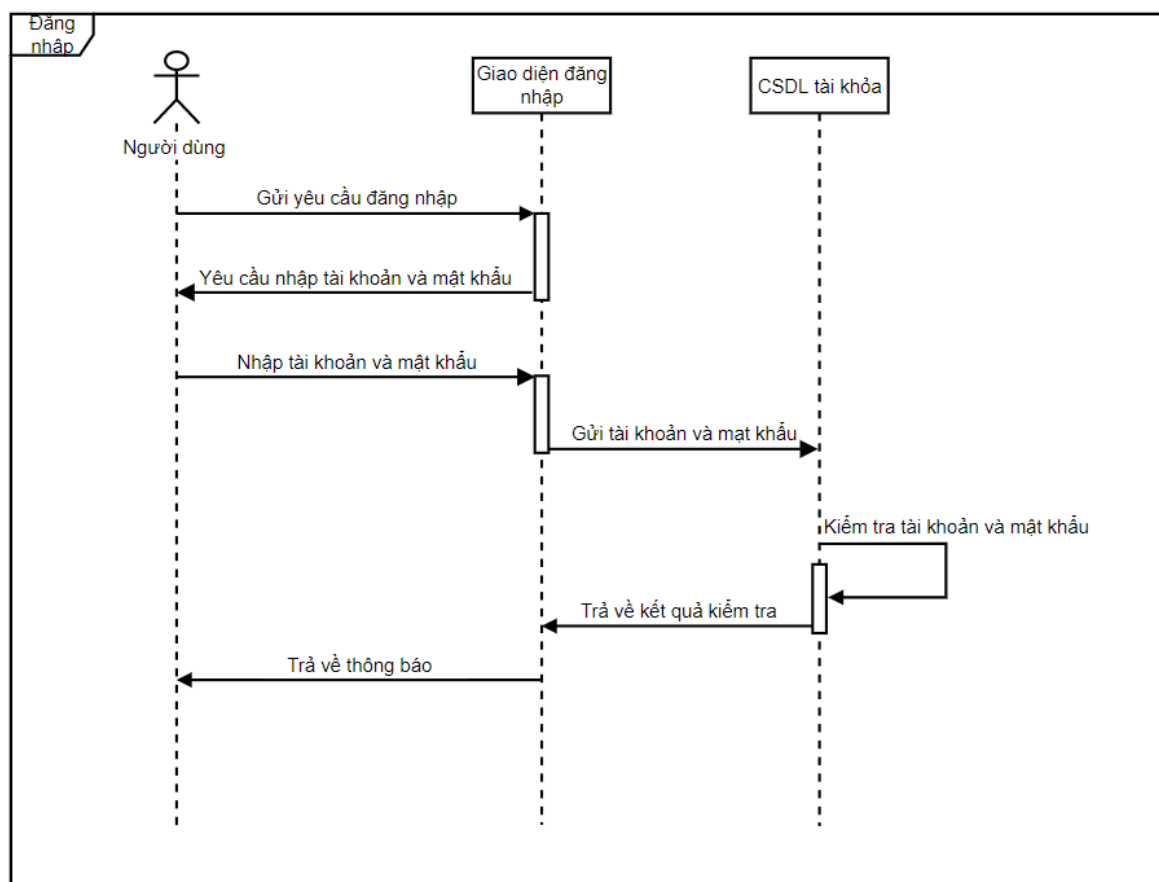 Đăng
nhập
Giao diện đăng
nhập
CSDL tài khỏa
Người dùng
Gửi yêu cầu đăng nhập
Yêu cầu nhập tài khoản và mật khẩu
Nhập tài khoản và mật khẩu
Gửi tài khoản và mạt khẩu
Kiểm tra tài khoản và mật khẩu
Trả về kết quả kiểm tra
Trả về thông báo